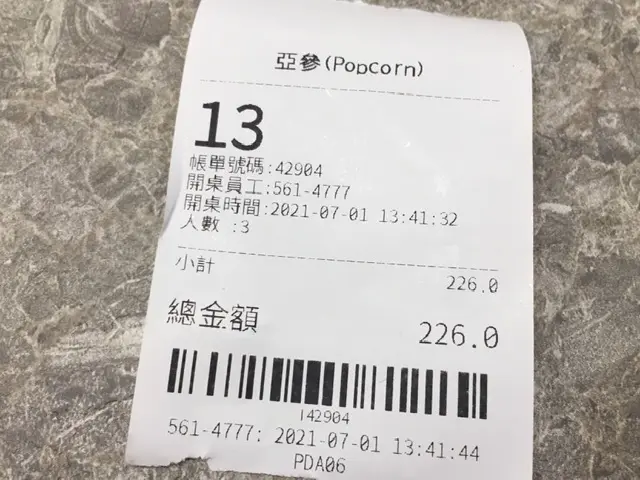 亞參(Popcorn)
13
帳單號碼:42904
開桌員工:561-4777
開桌時間:2021-07-01 13:41:32
人數 :3
小計 226.0
總金額 226.0
142904
561-4777: 2021-07-01 13:41:44
PDA06